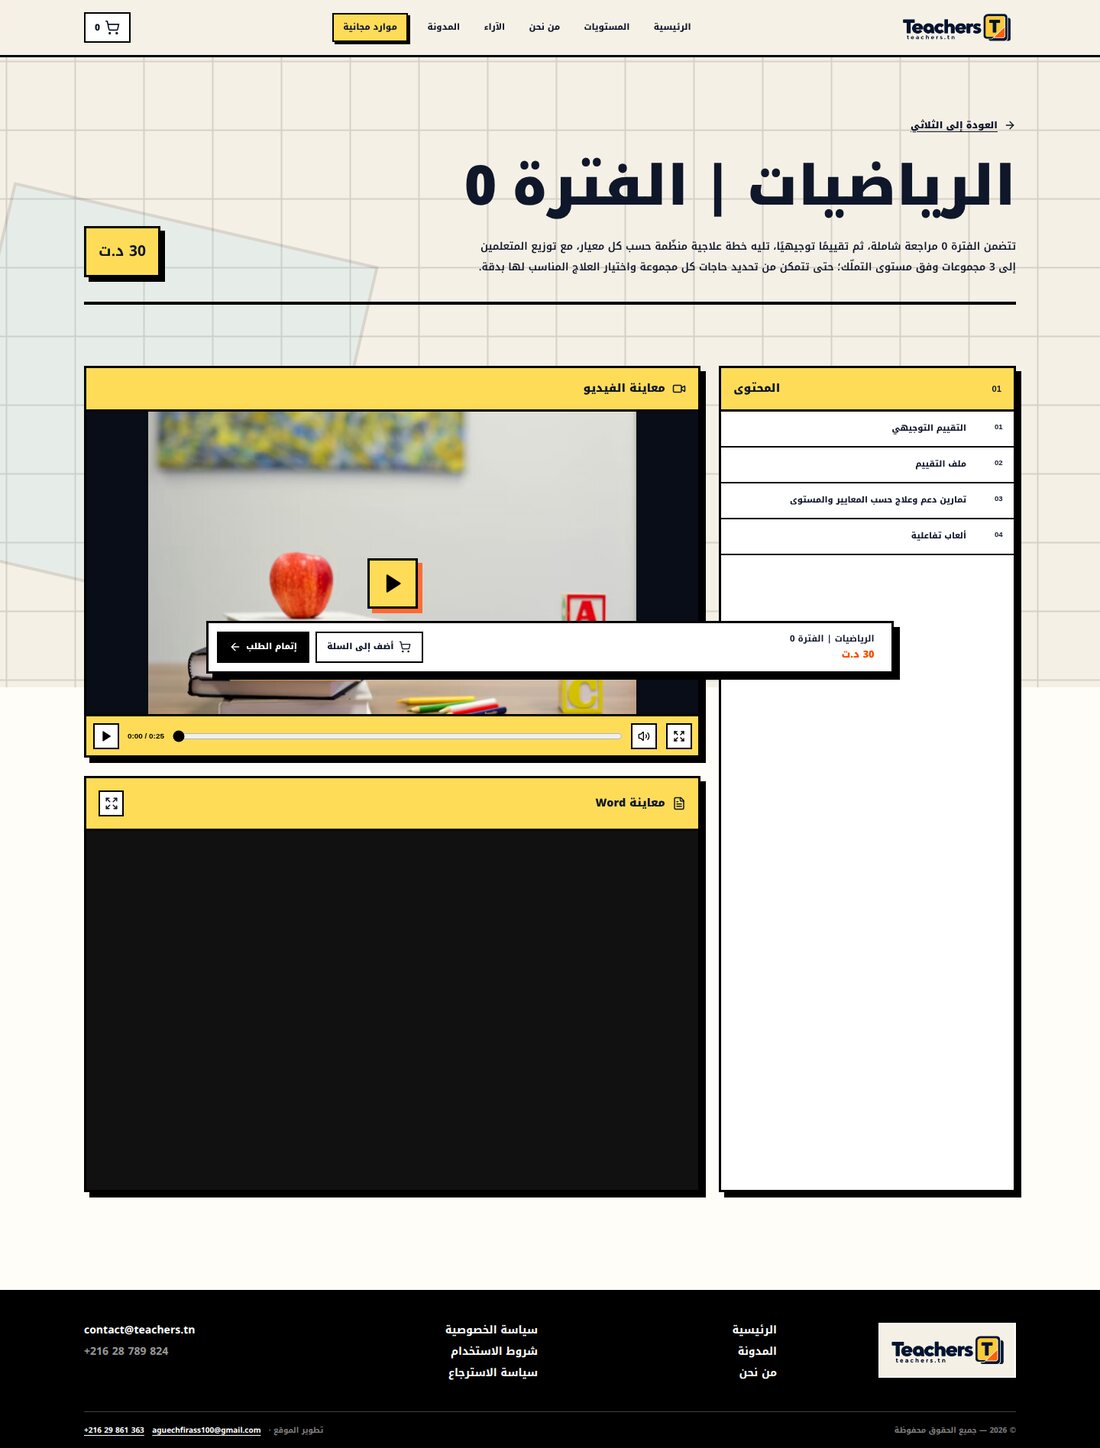 Teachers T
teachers.tn
الرئيسية
المستويات
من نحن
الآراء
المدونة
موارد مجانية
0
العودة إلى الثلاثي
الرياضيات | الفترة 0
تتضمن الفترة 0 مراجعة شاملة، ثم تقييمًا توجيهيًا، تليه خطة علاجية منظّمة حسب كل معيار، مع توزيع المتعلمين
إلى 3 مجموعات وفق مستوى التملّك؛ حتى تتمكن من تحديد حاجات كل مجموعة واختيار العلاج المناسب لها بدقة.
30 د.ت
01
المحتوى
01
التقييم التوجيهي
02
ملف التقييم
03
تمارين دعم وعلاج حسب المعايير والمستوى
04
ألعاب تفاعلية
معاينة الفيديو
A
C
الرياضيات | الفترة 0
30 د.ت
أضف إلى السلة
إتمام الطلب
0:00 / 0:25
معاينة Word
Teachers T
teachers.tn
الرئيسية
المدونة
من نحن
سياسة الخصوصية
شروط الاستخدام
سياسة الاسترجاع
contact@teachers.tn
+216 28 789 824
© 2026 — جميع الحقوق محفوظة
تطوير الموقع · aguechfirass100@gmail.com +216 29 861 363